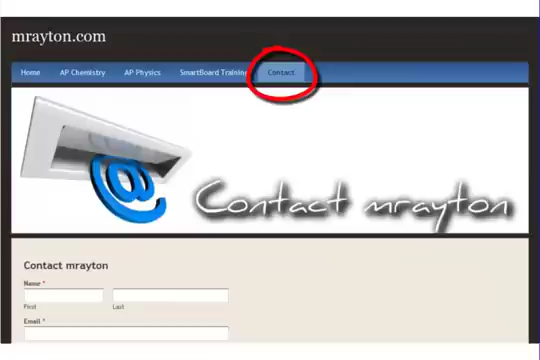 mrayton.com
Home AP Chemistry AP Physics SmartBoard Training Contact
@
Contact mrayton
Contact mrayton
Name *
First Last
Email *